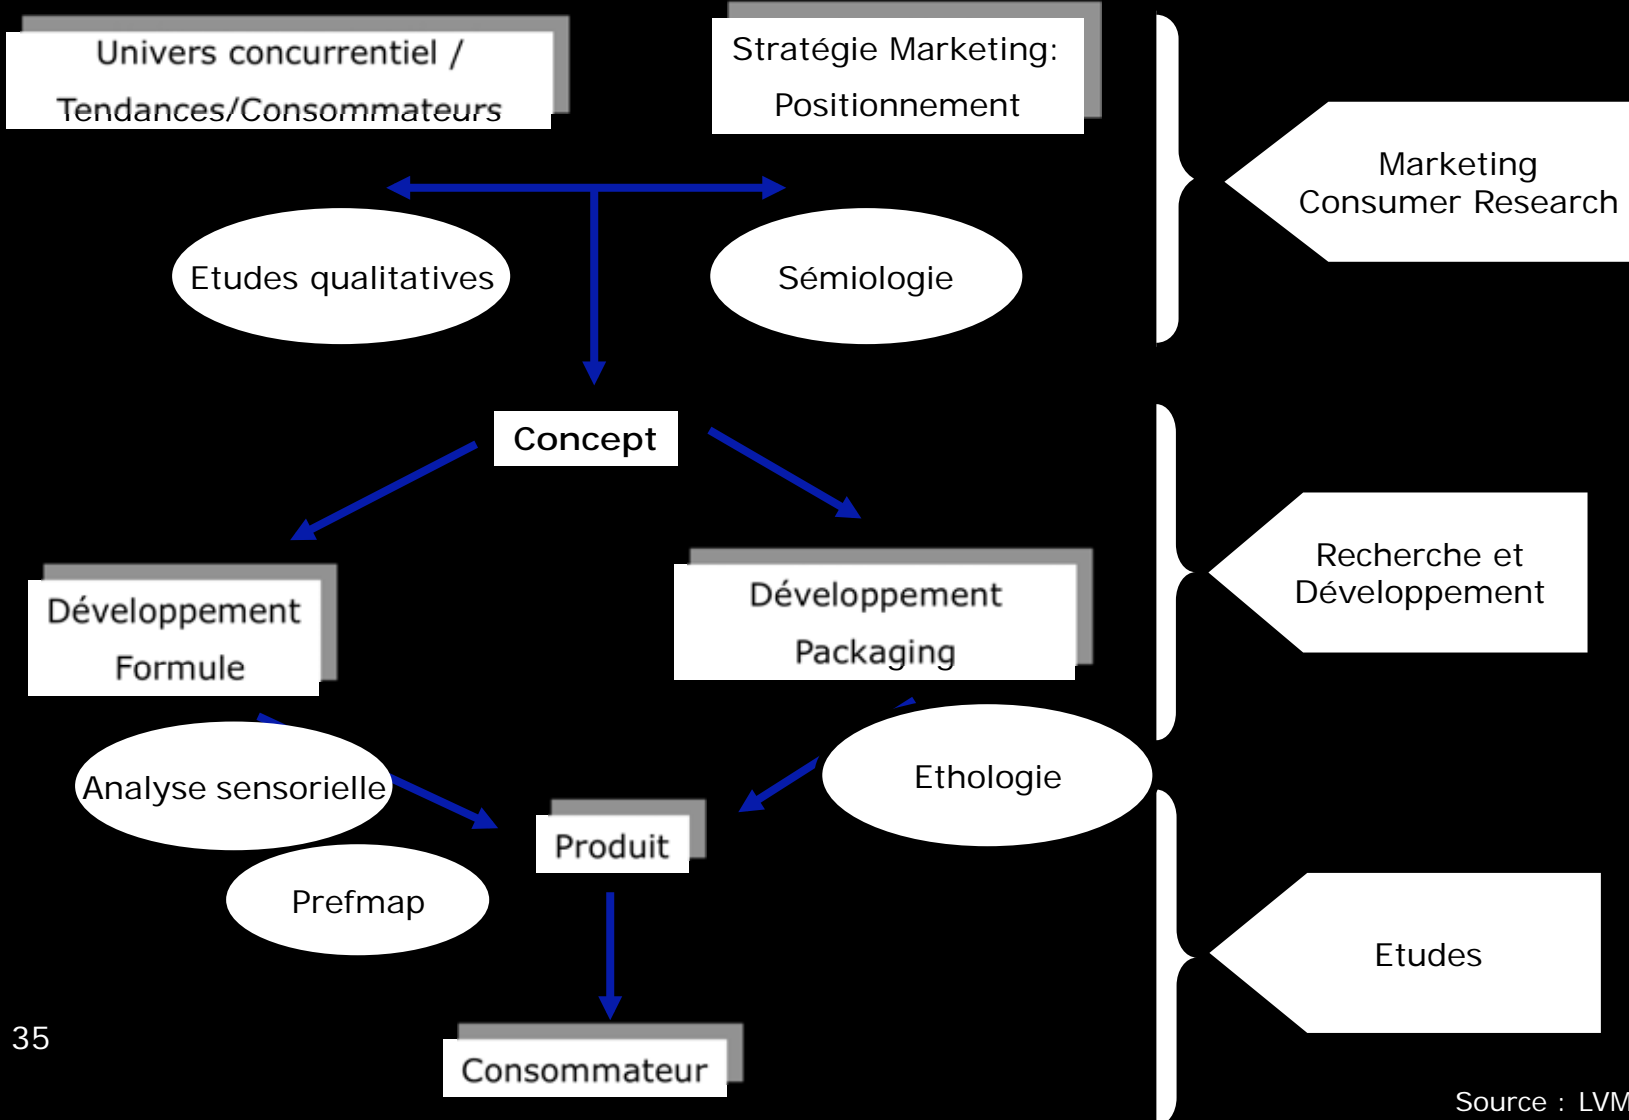 Univers concurrentiel /
Tendances/Consommateurs
Stratégie Marketing:
Positionnement
Marketing
Consumer Research
Etudes qualitatives
Sémiologie
Concept
Recherche et
Développement
Développement
Formule
Développement
Packaging
Analyse sensorielle
Ethologie
Produit
Prefmap
Etudes
35
Consommateur
Source : LVM